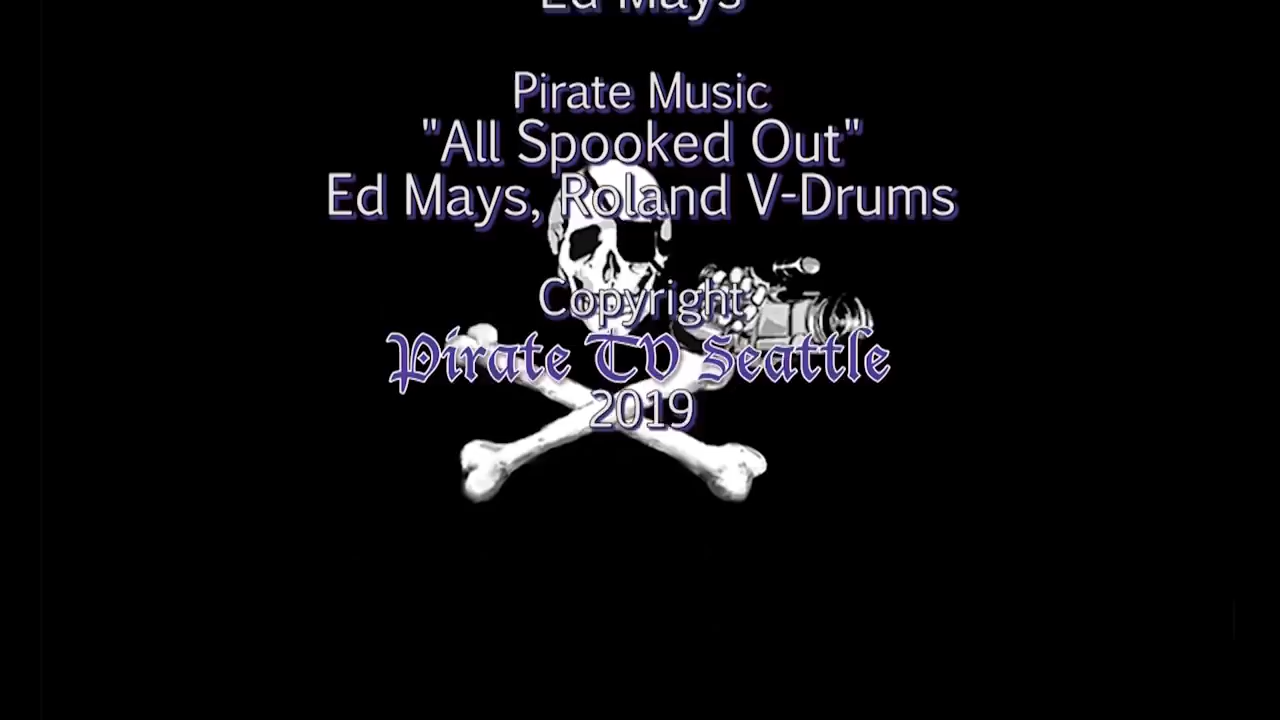 Ed Mays
Pirate Music
"All Spooked Out"
Ed Mays, Roland V-Drums
Copyright
Pirate TV Seattle
2019